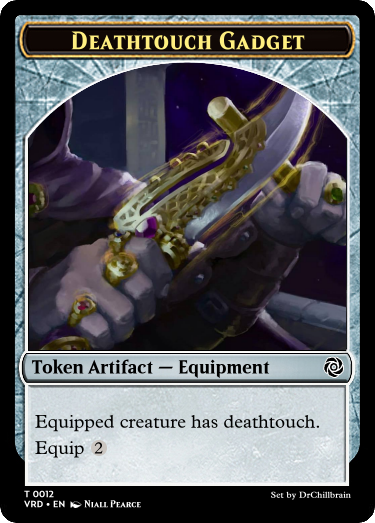 Deathtouch Gadget
Token Artifact — Equipment
Equipped creature has deathtouch.
Equip 2
T 0012
VRD • EN Niall Pearce
Set by DrChillbrain